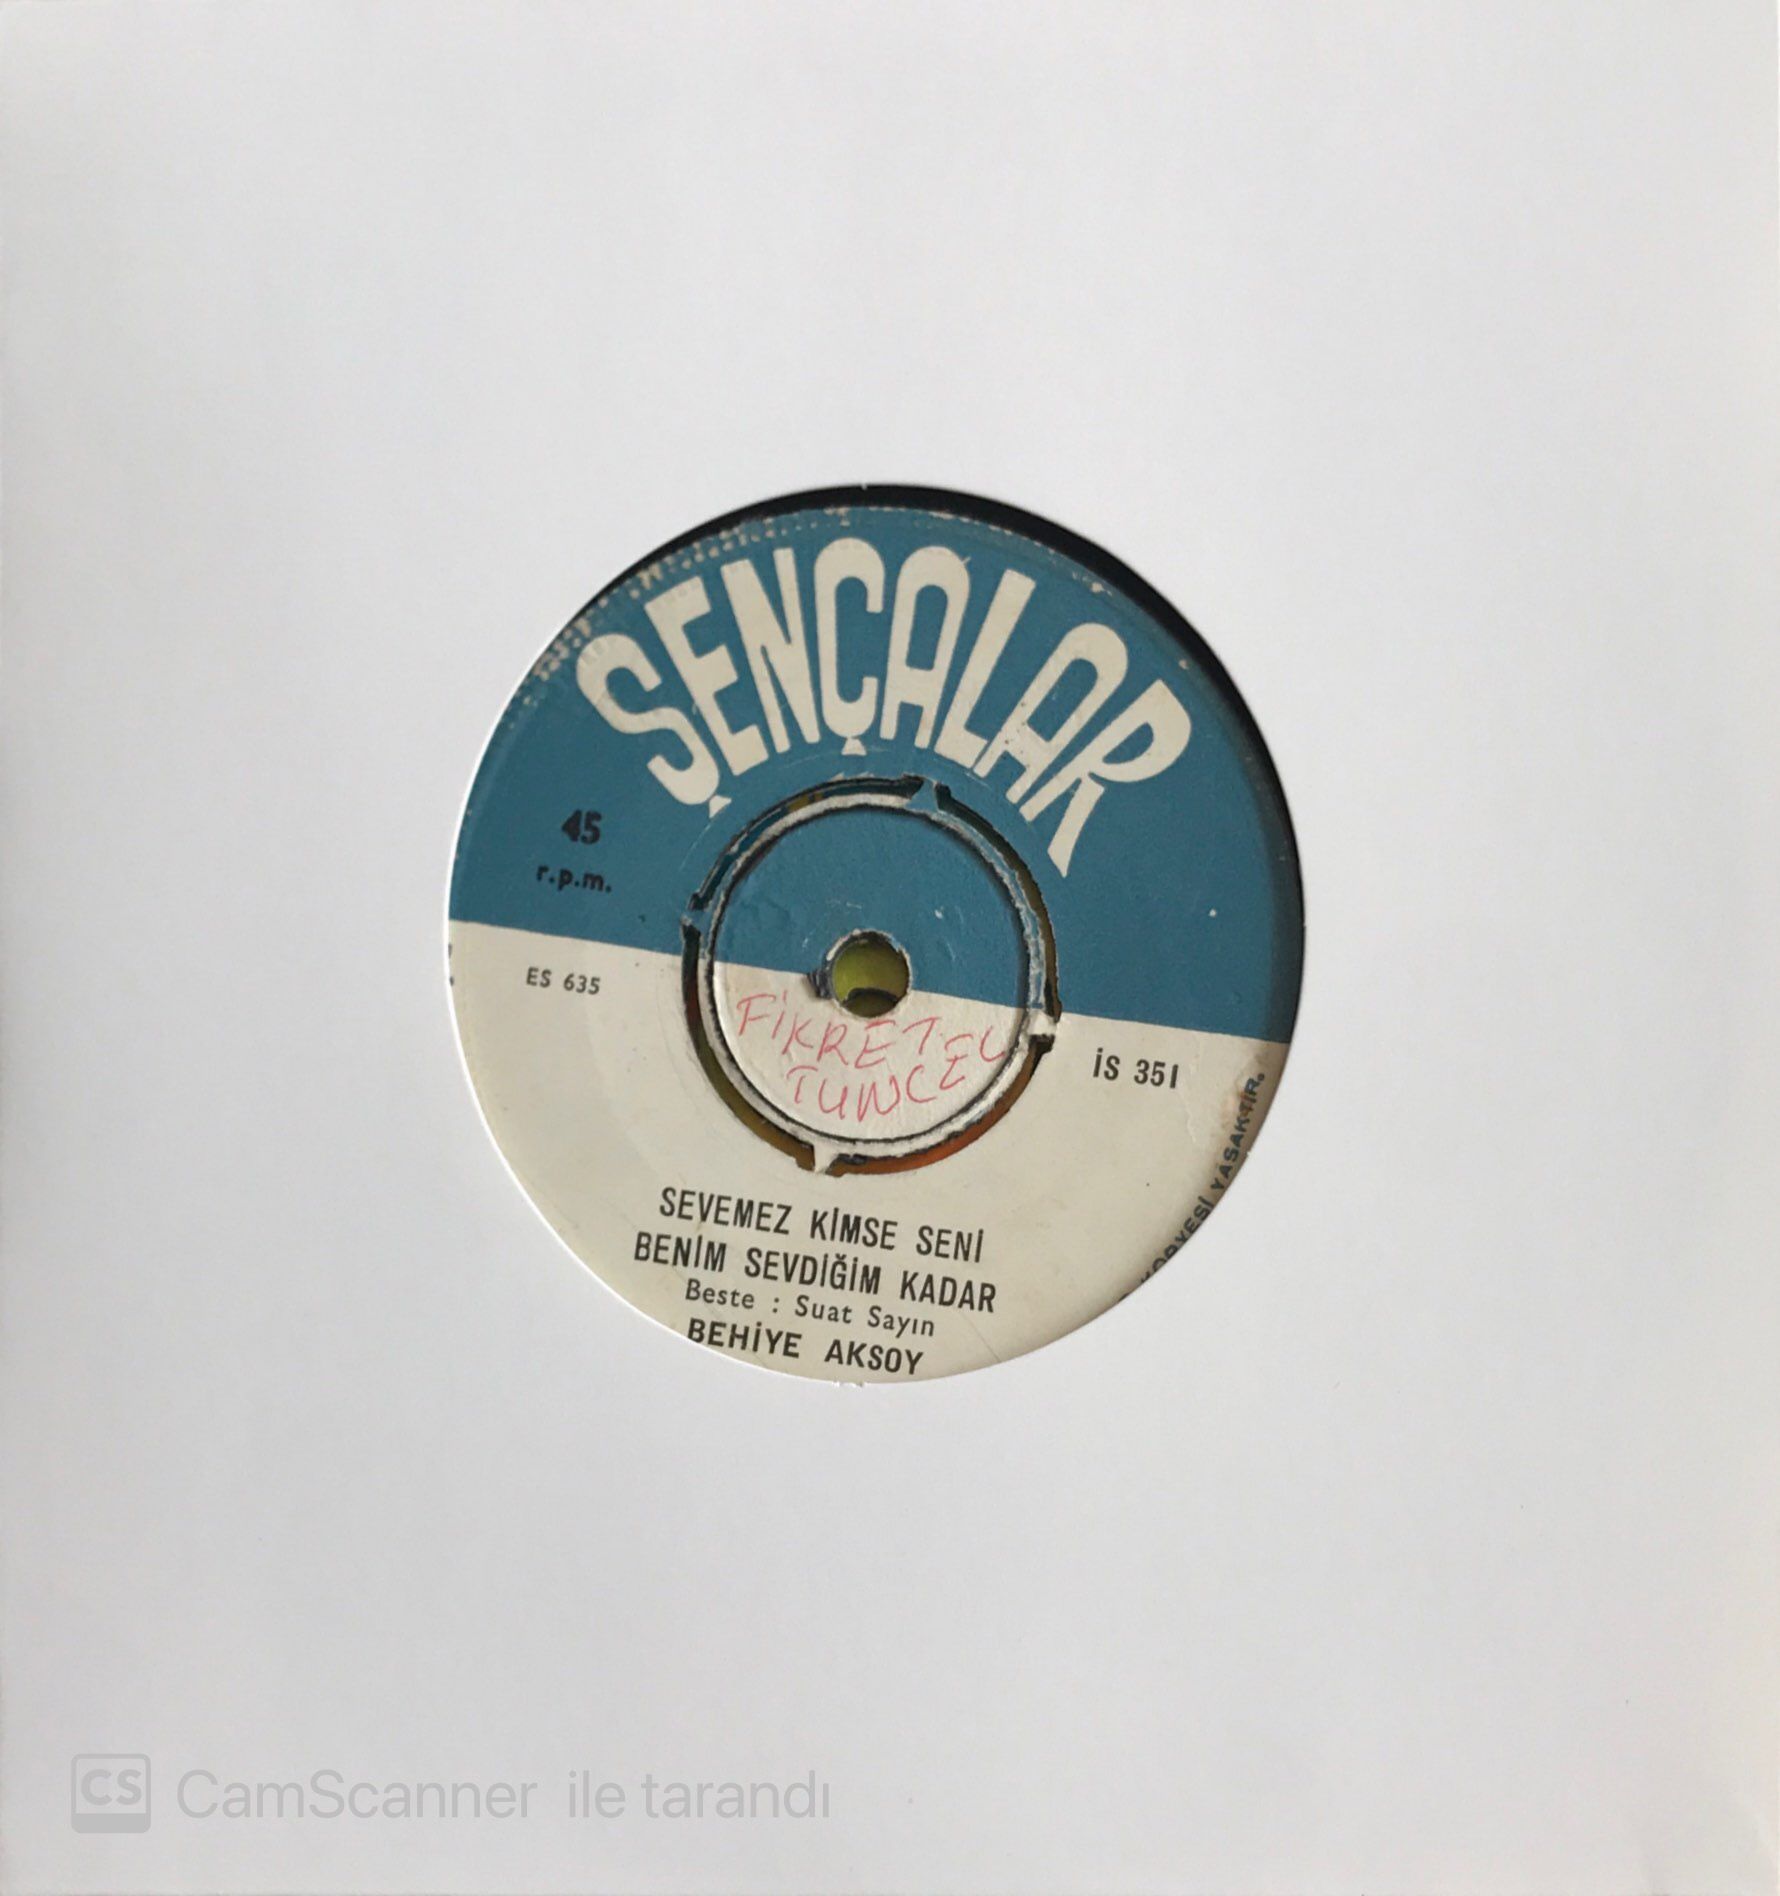 ŞENÇALAR
45
r.p.m.
ES 635
İS 351
FİKRET
TUNCEL
SEVEMEZ KİMSE SENİ
BENİM SEVDİĞİM KADAR
Beste : Suat Sayın
BEHİYE AKSOY
YASAKTIR.
CS CamScanner ile tarandı